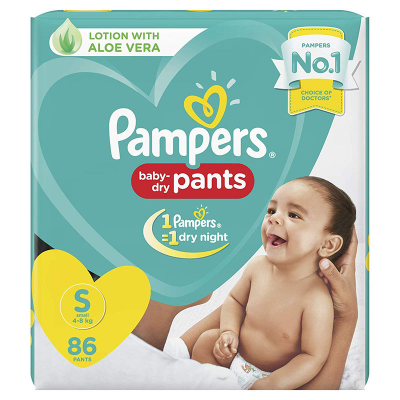 LOTION WITH
ALOE VERA
PAMPERS
No.1
CHOICE OF
DOCTORS*
Pampers®
baby-
dry pants
1 Pampers®
=1 dry night
S
small
4-8 kg
86
PANTS